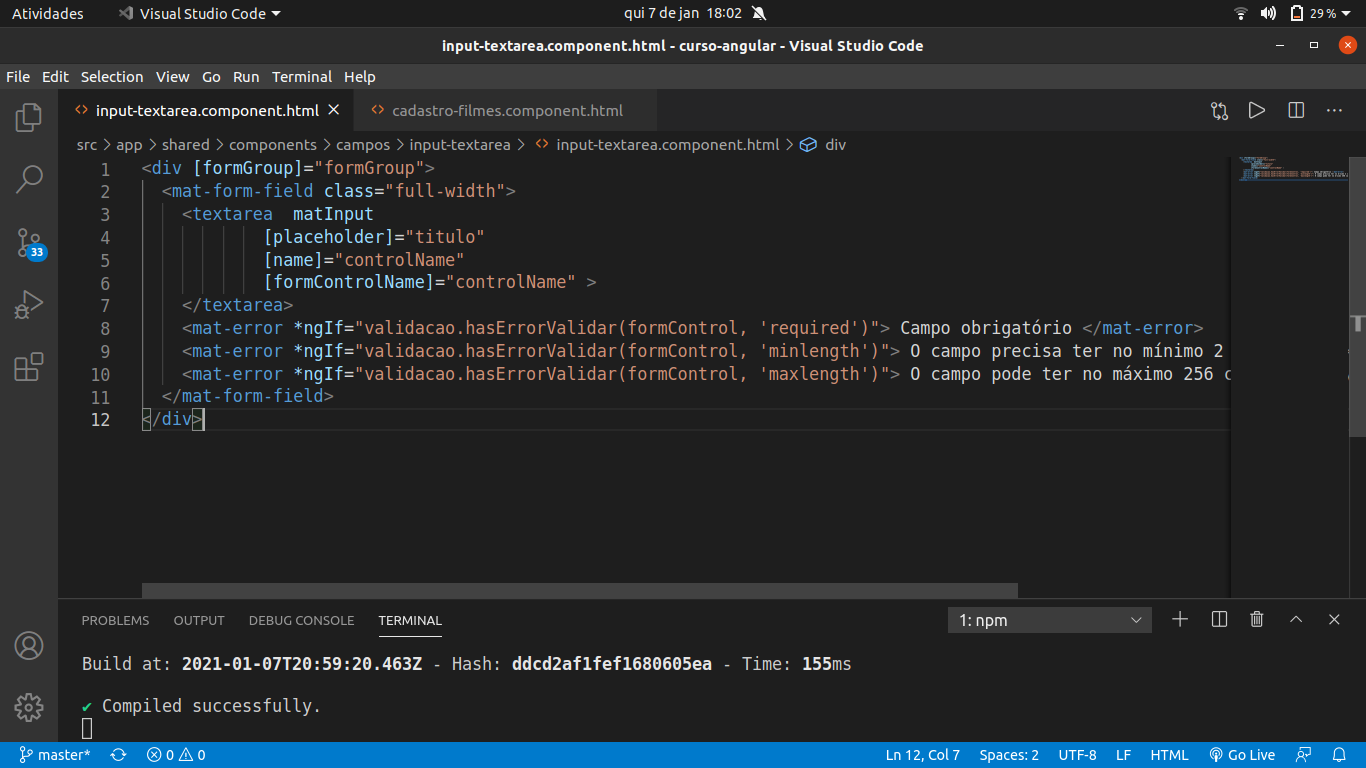 Atividades Visual Studio Code qui 7 de jan 18:02 29 %
input-textarea.component.html - curso-angular - Visual Studio Code
File Edit Selection View Go Run Terminal Help
input-textarea.component.html cadastro-filmes.component.html
src > app > shared > components > campos > input-textarea > input-textarea.component.html > div
1 <div [formGroup]="formGroup">
2 <mat-form-field class="full-width">
3 <textarea  matInput
4 [placeholder]="titulo"
5 [name]="controlName"
6 [formControlName]="controlName" >
7 </textarea>
8 <mat-error *ngIf="validacao.hasErrorValidar(formControl, 'required')"> Campo obrigatório </mat-error>
9 <mat-error *ngIf="validacao.hasErrorValidar(formControl, 'minlength')"> O campo precisa ter no mínimo 2
10 <mat-error *ngIf="validacao.hasErrorValidar(formControl, 'maxlength')"> O campo pode ter no máximo 256 c
11 </mat-form-field>
12 </div>
33
PROBLEMS OUTPUT DEBUG CONSOLE TERMINAL 1: npm
Build at: 2021-01-07T20:59:20.463Z - Hash: ddcd2af1fef1680605ea - Time: 155ms
✔ Compiled successfully.
master* 0 0 Ln 12, Col 7 Spaces: 2 UTF-8 LF HTML Go Live